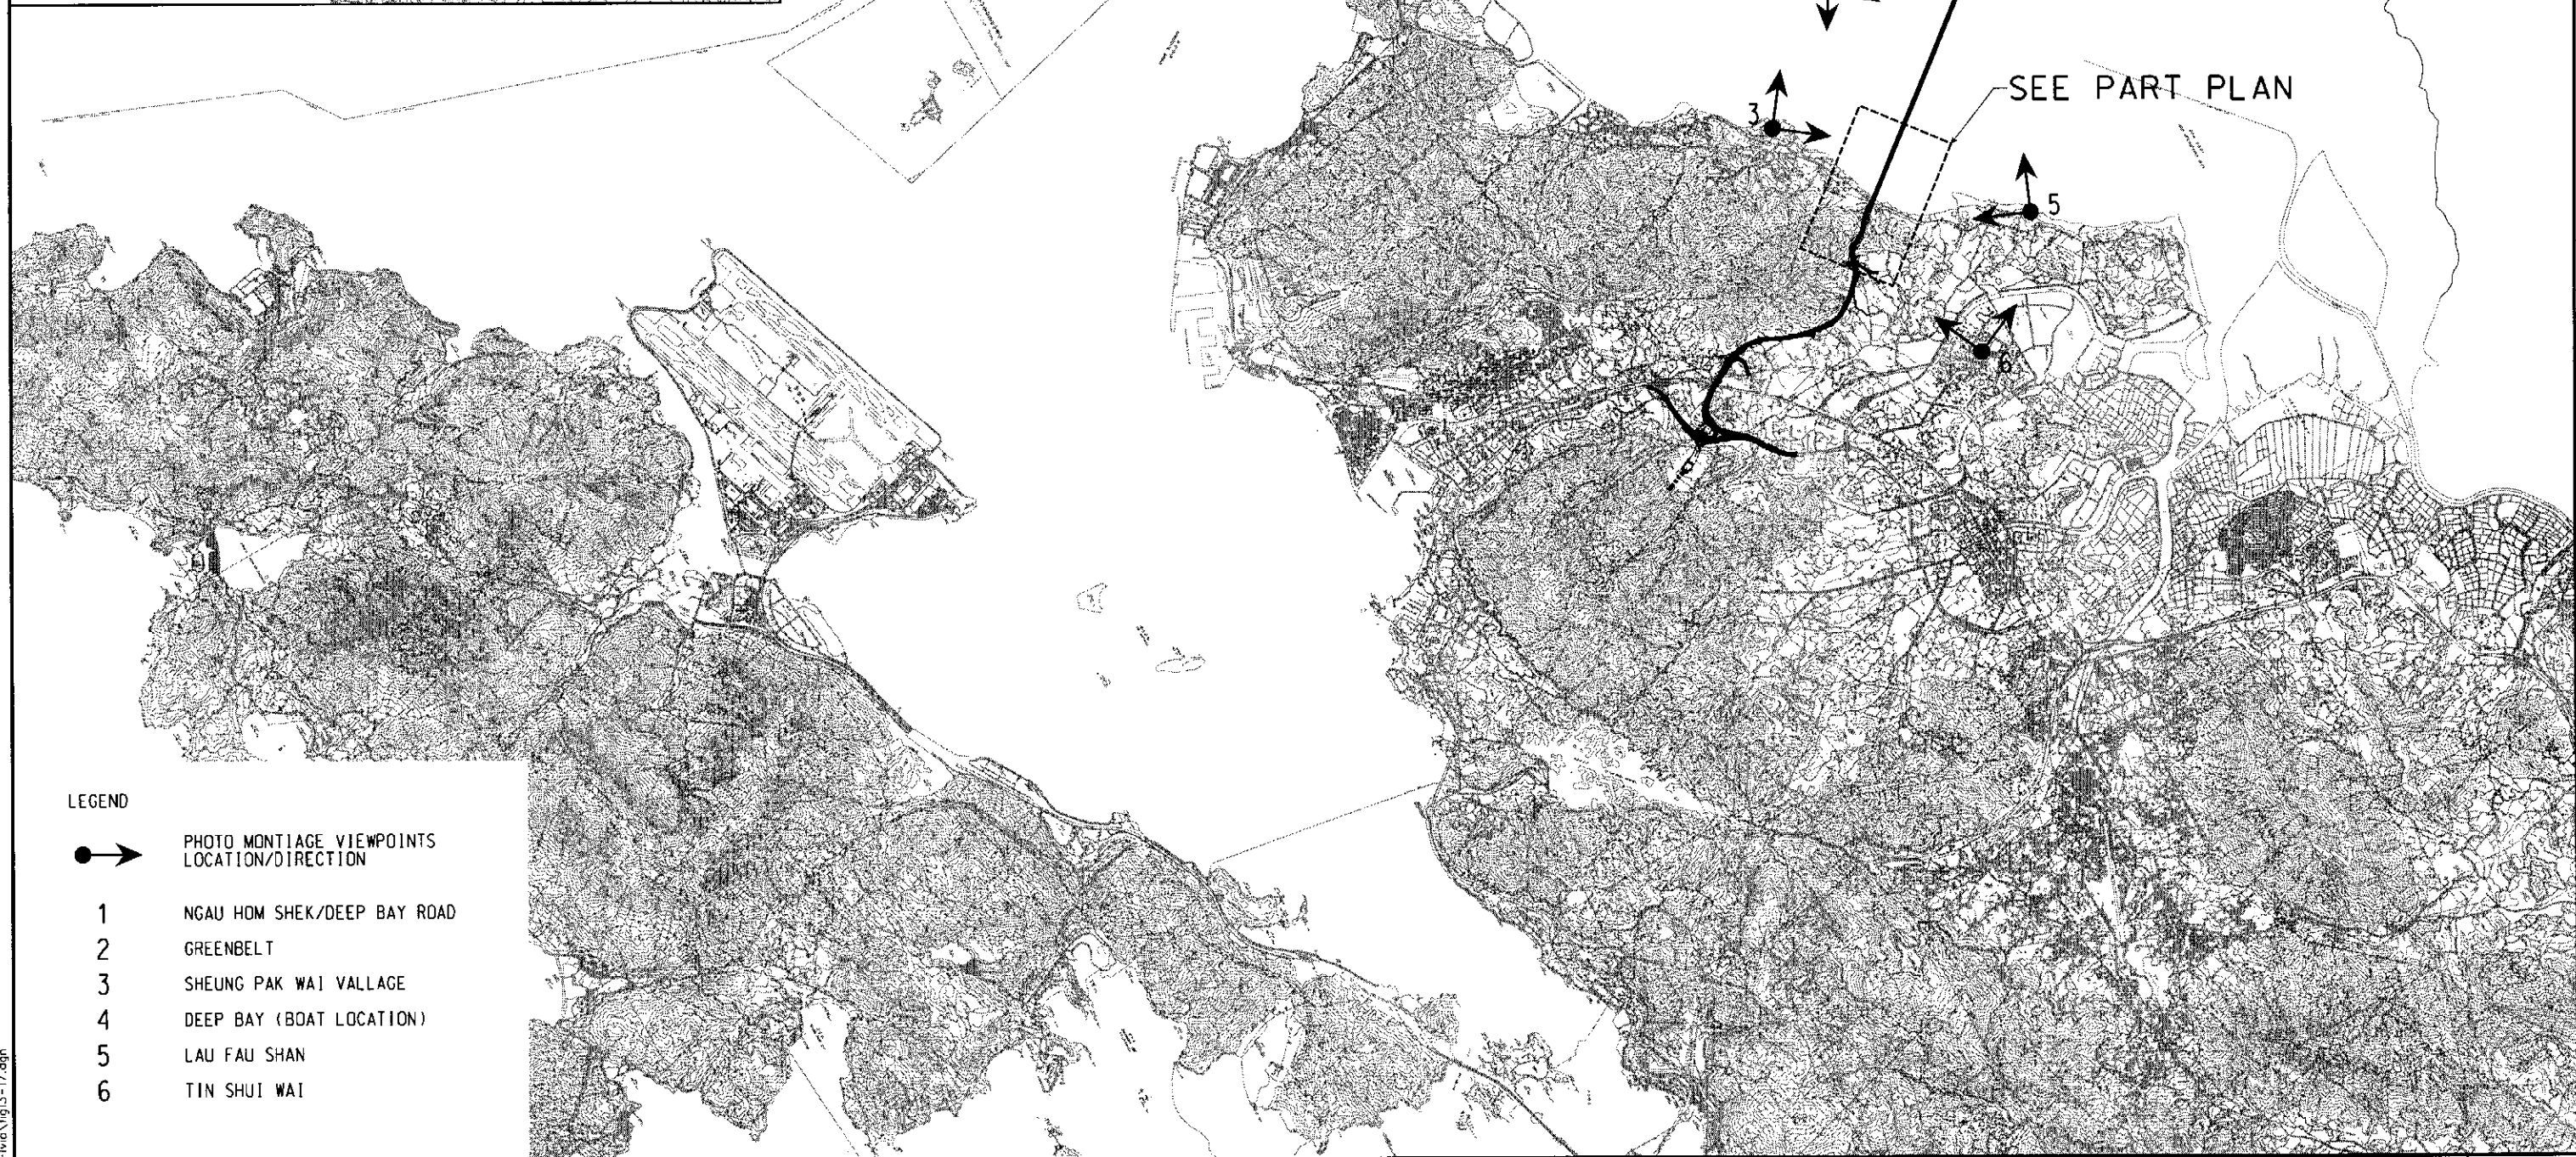 SEE PART PLAN
3
5
6
LEGEND
PHOTO MONTIAGE VIEWPOINTS
LOCATION/DIRECTION
1 NGAU HOM SHEK/DEEP BAY ROAD
2 GREENBELT
3 SHEUNG PAK WAI VALLAGE
4 DEEP BAY (BOAT LOCATION)
5 LAU FAU SHAN
6 TIN SHUI WAI